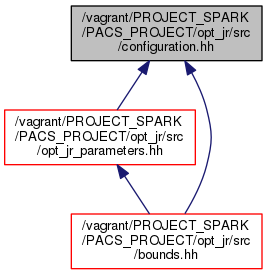 /vagrant/PROJECT_SPARK
/PACS_PROJECT/opt_jr/src
/configuration.hh
/vagrant/PROJECT_SPARK
/PACS_PROJECT/opt_jr/src
/opt_jr_parameters.hh
/vagrant/PROJECT_SPARK
/PACS_PROJECT/opt_jr/src
/bounds.hh